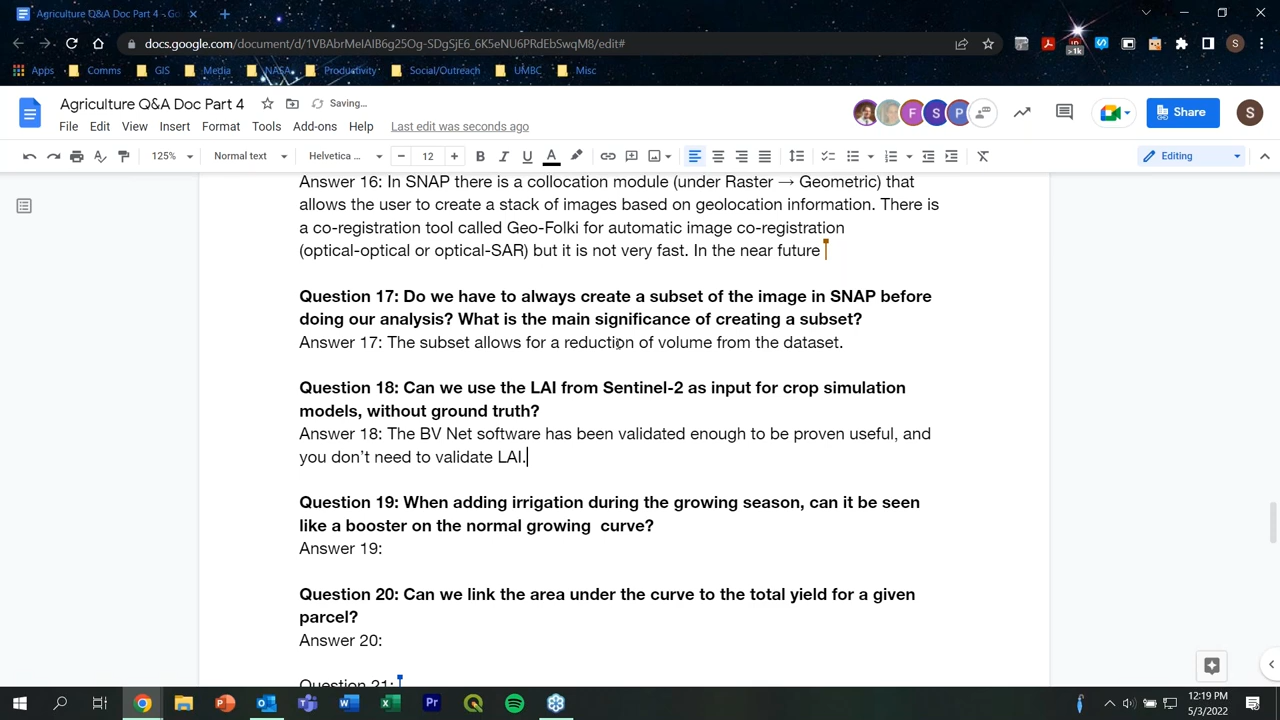 Agriculture Q&A Doc Part 4 - Go
docs.google.com/document/d/1VBAbrMeIAIB6g25Og-SDgSjE6_6K5eNU6PRdEbSwqM8/edit#
>1k
S
Apps Comms GIS Media NASA Productivity Social/Outreach UMBC Misc
Agriculture Q&A Doc Part 4 Saving...
F S P Share S
File Edit View Insert Format Tools Add-ons Help Last edit was seconds ago
125% Normal text Helvetica ... 12 B I U A Editing
Answer 16: In SNAP there is a collocation module (under Raster → Geometric) that
allows the user to create a stack of images based on geolocation information. There is
a co-registration tool called Geo-Folki for automatic image co-registration
(optical-optical or optical-SAR) but it is not very fast. In the near future
Question 17: Do we have to always create a subset of the image in SNAP before
doing our analysis? What is the main significance of creating a subset?
Answer 17: The subset allows for a reduction of volume from the dataset.
Question 18: Can we use the LAI from Sentinel-2 as input for crop simulation
models, without ground truth?
Answer 18: The BV Net software has been validated enough to be proven useful, and
you don't need to validate LAI.
Question 19: When adding irrigation during the growing season, can it be seen
like a booster on the normal growing  curve?
Answer 19:
Question 20: Can we link the area under the curve to the total yield for a given
parcel?
Answer 20:
Question 21:
12:19 PM
5/3/2022